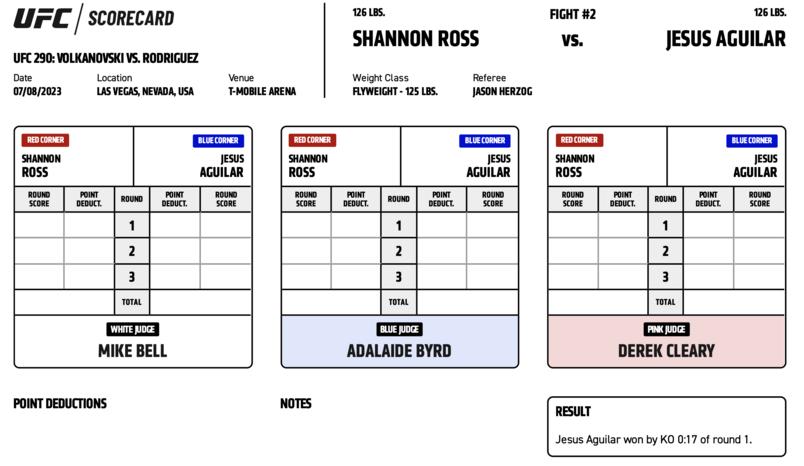 UFC / SCORECARD
UFC 290: VOLKANOVSKI VS. RODRIGUEZ
Date Location Venue
07/08/2023 LAS VEGAS, NEVADA, USA T-MOBILE ARENA
126 LBS. FIGHT #2 126 LBS.
SHANNON ROSS VS. JESUS AGUILAR
Weight Class Referee
FLYWEIGHT - 125 LBS. JASON HERZOG
RED CORNER BLUE CORNER
SHANNON JESUS
ROSS AGUILAR
ROUND POINT ROUND POINT ROUND
SCORE DEDUCT. DEDUCT. SCORE
1
2
3
TOTAL
WHITE JUDGE
MIKE BELL
RED CORNER BLUE CORNER
SHANNON JESUS
ROSS AGUILAR
ROUND POINT ROUND POINT ROUND
SCORE DEDUCT. DEDUCT. SCORE
1
2
3
TOTAL
BLUE JUDGE
ADALAIDE BYRD
RED CORNER BLUE CORNER
SHANNON JESUS
ROSS AGUILAR
ROUND POINT ROUND POINT ROUND
SCORE DEDUCT. DEDUCT. SCORE
1
2
3
TOTAL
PINK JUDGE
DEREK CLEARY
POINT DEDUCTIONS
NOTES
RESULT
Jesus Aguilar won by KO 0:17 of round 1.